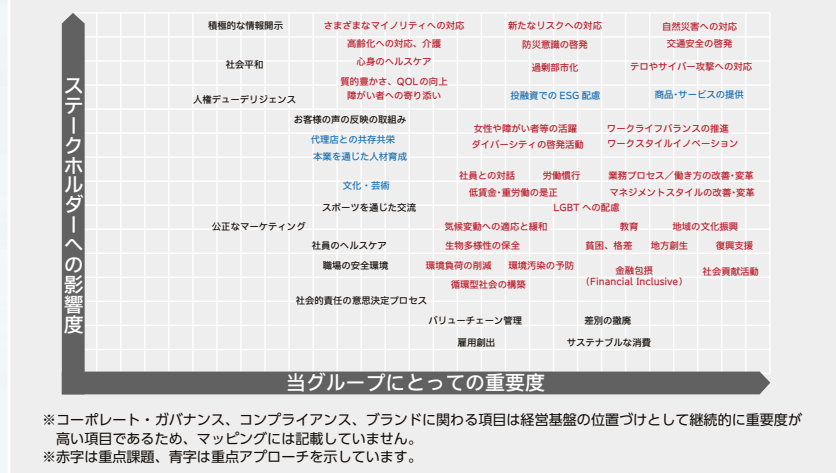 積極的な情報開示 さまざまなマイノリティへの対応 新たなリスクへの対応 自然災害への対応
高齢化への対応、介護 防災意識の啓発 交通安全の啓発
社会平和 心身のヘルスケア 過剰都市化 テロやサイバー攻撃への対応
質的豊かさ、QOLの向上
人権デューデリジェンス 障がい者への寄り添い 投融資での ESG 配慮 商品・サービスの提供
お客様の声の反映の取組み
女性や障がい者等の活躍 ワークライフバランスの推進
代理店との共存共栄 ダイバーシティの啓発活動 ワークスタイルイノベーション
本業を通じた人材育成
社員との対話 労働慣行 業務プロセス／働き方の改善・変革
文化・芸術 低賃金・重労働の是正 マネジメントスタイルの改善・変革
スポーツを通じた交流 LGBT への配慮
公正なマーケティング 気候変動への適応と緩和 教育 地域の文化振興
社員のヘルスケア 生物多様性の保全 貧困、格差 地方創生 復興支援
職場の安全環境 環境負荷の削減 環境汚染の予防 金融包摂 社会貢献活動
循環型社会の構築 （Financial Inclusive）
社会的責任の意思決定プロセス
バリューチェーン管理 差別の撤廃
雇用創出 サステナブルな消費
ステークホルダーへの影響度
当グループにとっての重要度
※コーポレート・ガバナンス、コンプライアンス、ブランドに関わる項目は経営基盤の位置づけとして継続的に重要度が
高い項目であるため、マッピングには記載していません。
※赤字は重点課題、青字は重点アプローチを示しています。